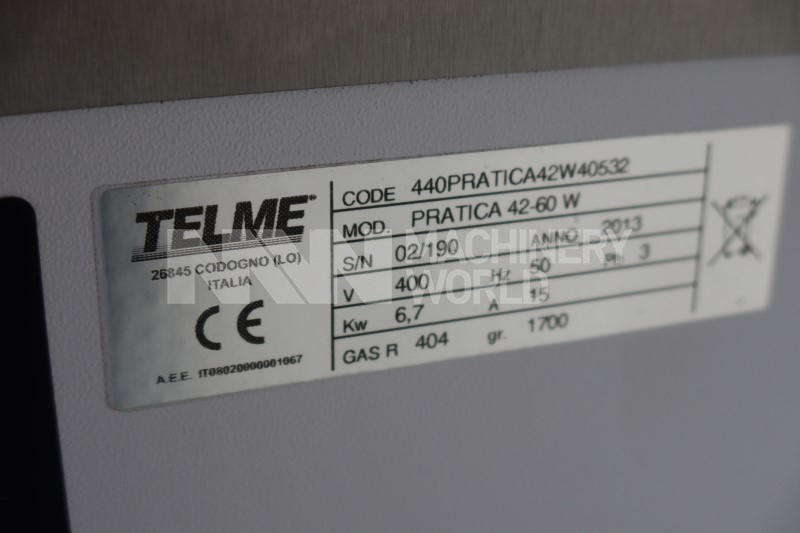 TELME
26845 CODOGNO (LO)
ITALIA
CE
A.E.E. IT08020000001067
CODE 440PRATICA42W40532
MOD. PRATICA 42-60 W
S/N 02/190 ANNO 2013
V 400 Hz 50 PH 3
Kw 6,7 A 15
GAS R 404 gr. 1700
MACHINERY
WORLD